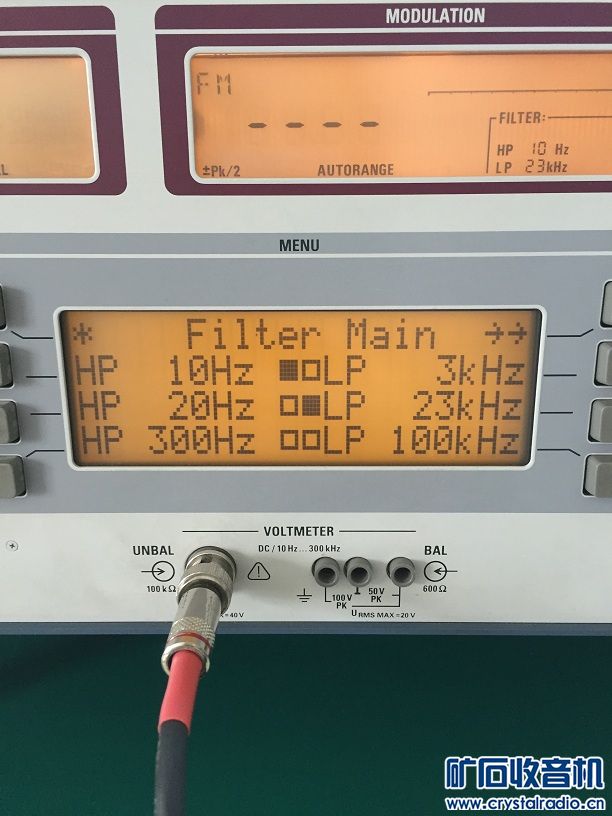 MODULATION
FM
- - - -
FILTER:
HP 10 Hz
LP 23kHz
±Pk/2 AUTORANGE
MENU
* Filter Main →→
HP 10Hz ■□LP 3kHz
HP 20Hz □■LP 23kHz
HP 300Hz □□LP 100kHz
VOLTMETER
UNBAL DC / 10 Hz ... 300 kHz BAL
100 kΩ 100 V PK 50 V PK 600 Ω
=40V U RMS MAX = 20 V
矿石收音机
www.crystalradio.cn